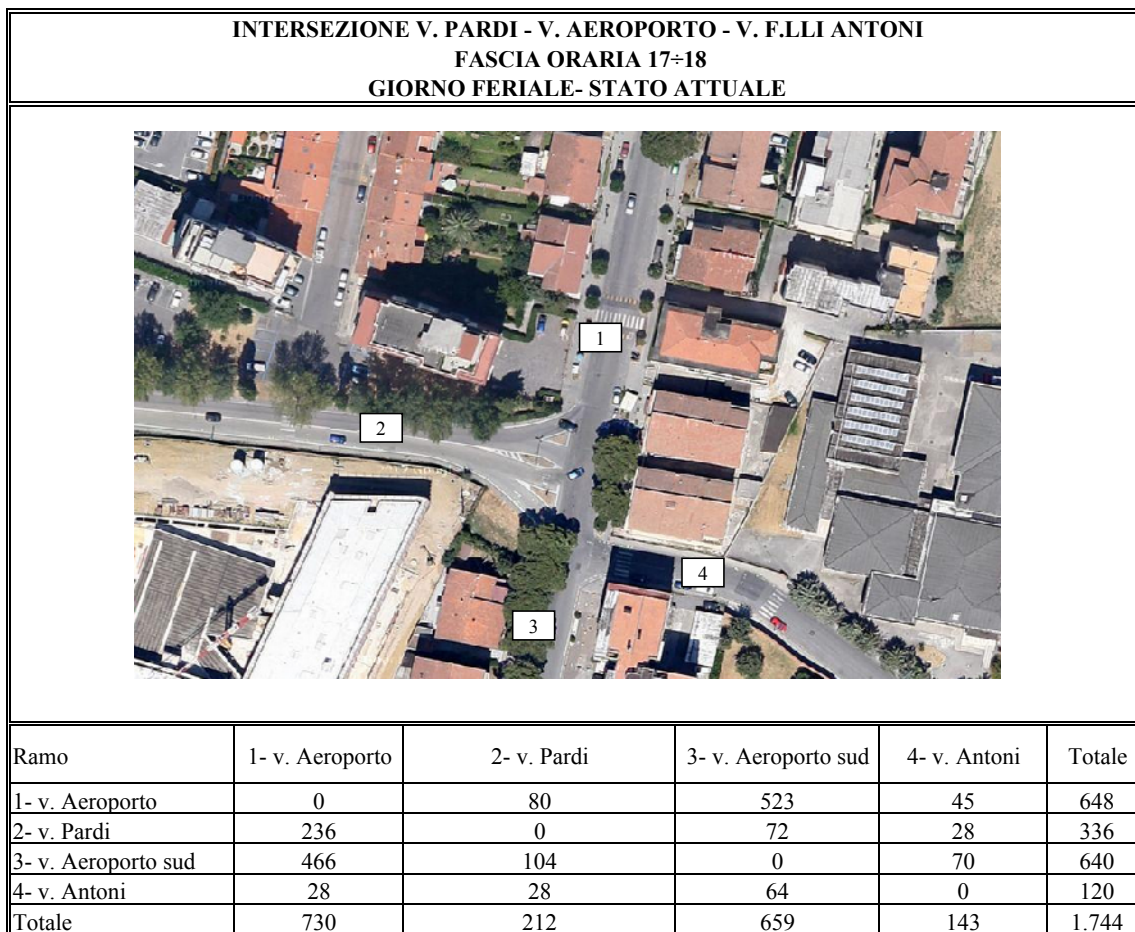 INTERSEZIONE V. PARDI - V. AEROPORTO - V. F.LLI ANTONI
FASCIA ORARIA 17÷18
GIORNO FERIALE- STATO ATTUALE
1
2
4
3
Ramo 1- v. Aeroporto 2- v. Pardi 3- v. Aeroporto sud 4- v. Antoni Totale
1- v. Aeroporto 0 80 523 45 648
2- v. Pardi 236 0 72 28 336
3- v. Aeroporto sud 466 104 0 70 640
4- v. Antoni 28 28 64 0 120
Totale 730 212 659 143 1.744